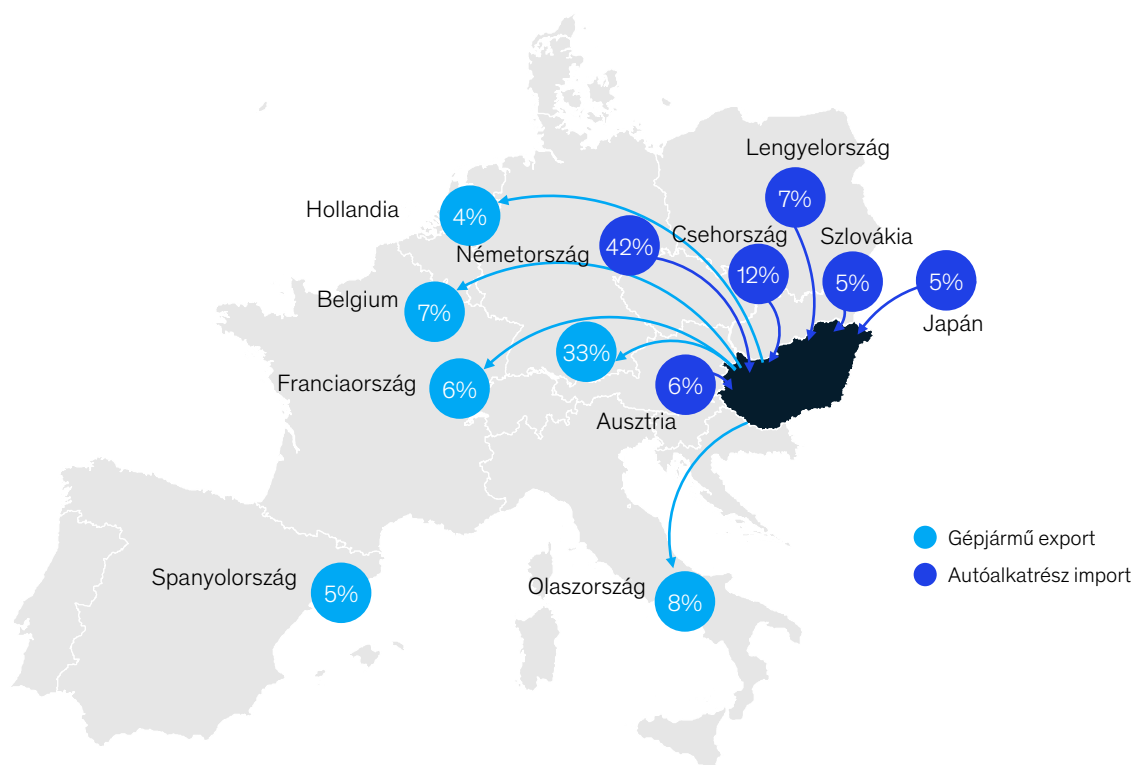 Lengyelország
7%
Hollandia
4%
Németország
42%
Csehország
12%
Szlovákia
5%
5%
Japán
Belgium
7%
33%
Franciaország
6%
6%
Ausztria
Gépjármű export
Autóalkatrész import
Spanyolország
5%
Olaszország
8%